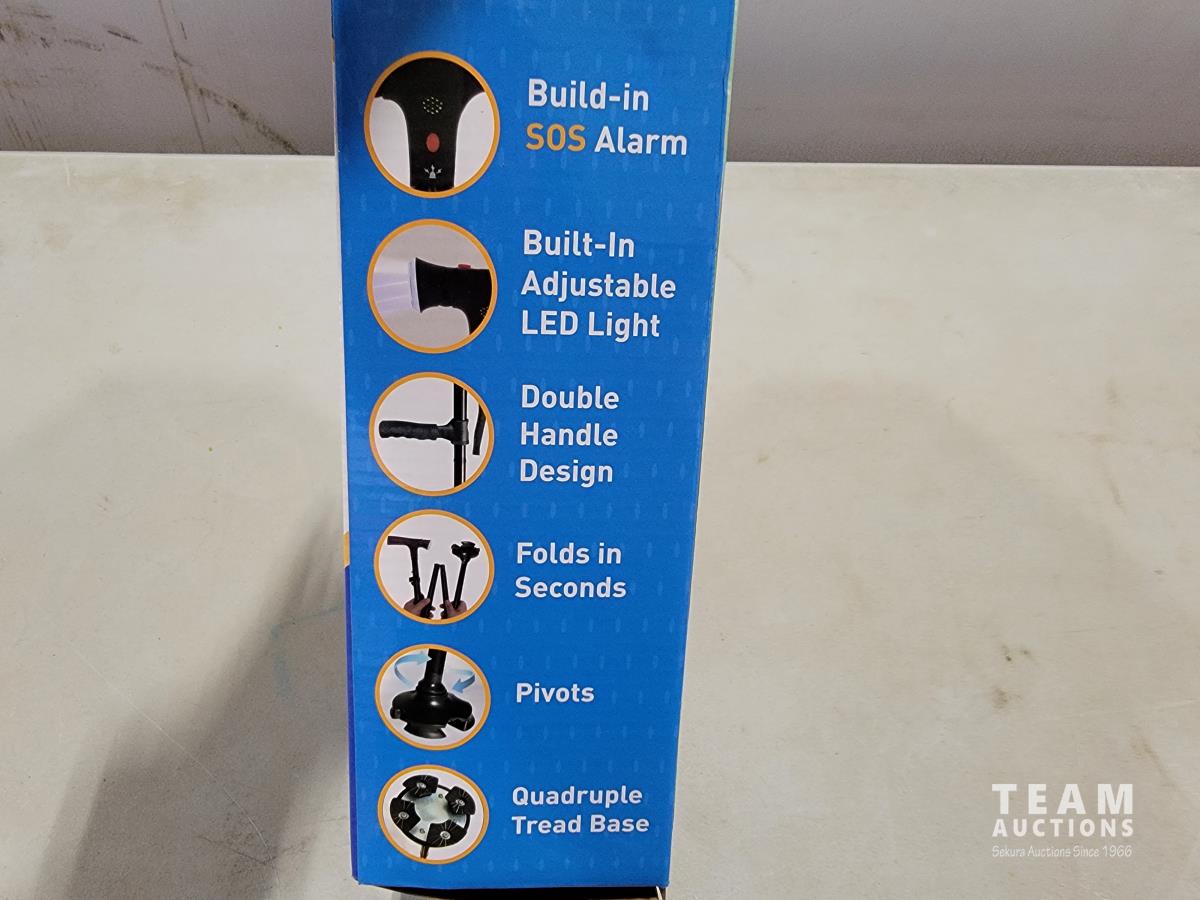 Build-in
SOS Alarm
Built-In
Adjustable
LED Light
Double
Handle
Design
Folds in
Seconds
Pivots
Quadruple
Tread Base
TEAM
AUCTIONS
Sekura Auctions Since 1966